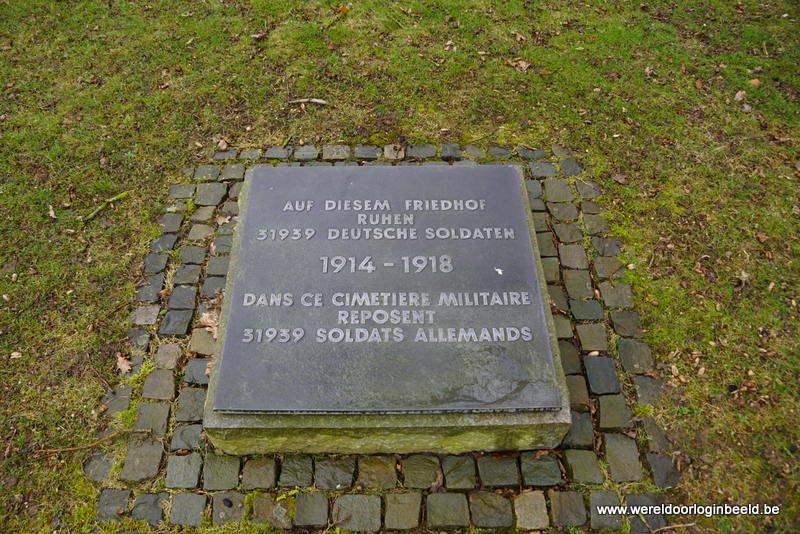 AUF DIESEM FRIEDHOF
RUHEN
31939 DEUTSCHE SOLDATEN
1914 - 1918
DANS CE CIMETIERE MILITAIRE
REPOSENT
31939 SOLDATS ALLEMANDS
www.wereldoorloginbeeld.be